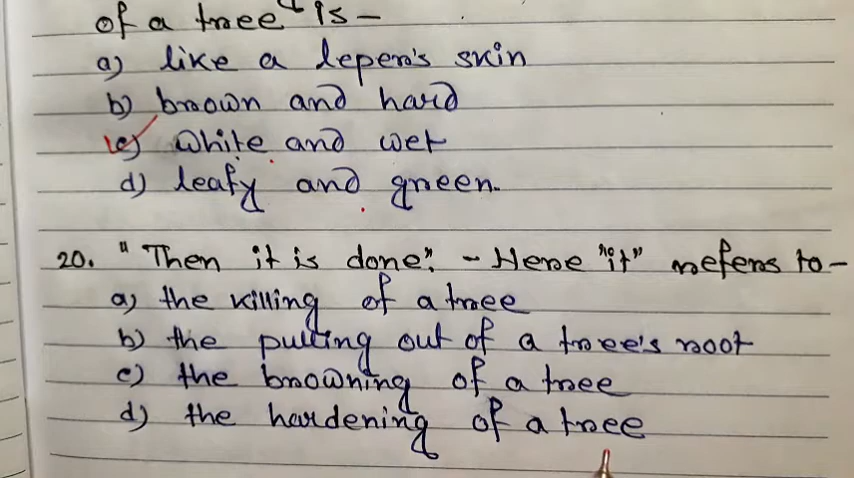 of a tree" is -
a) like a leper's skin
b) brown and hard
c) white and wet
d) leafy and green.
20. "Then it is done". - Here "it" refers to -
a) the killing of a tree
b) the pulling out of a tree's root
c) the browning of a tree
d) the hardening of a tree